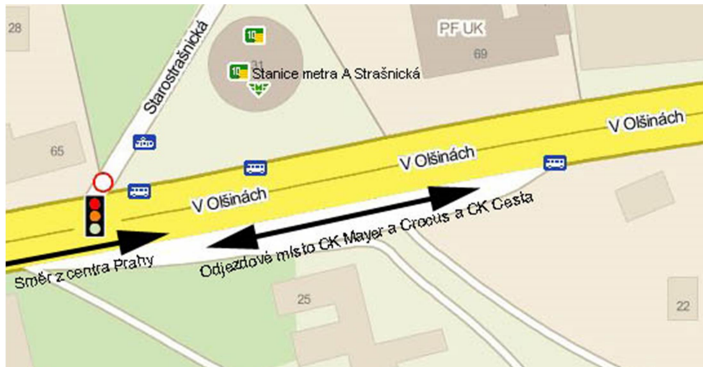 28
PF UK
69
10
31
10
Stanice metra A Strašnická
Starostrašnická
65
V Olšinách
V Olšinách
V Olšinách
Směr z centra Prahy
Odjezdové místo CK Mayer a Crocus a CK Cesta
25
22